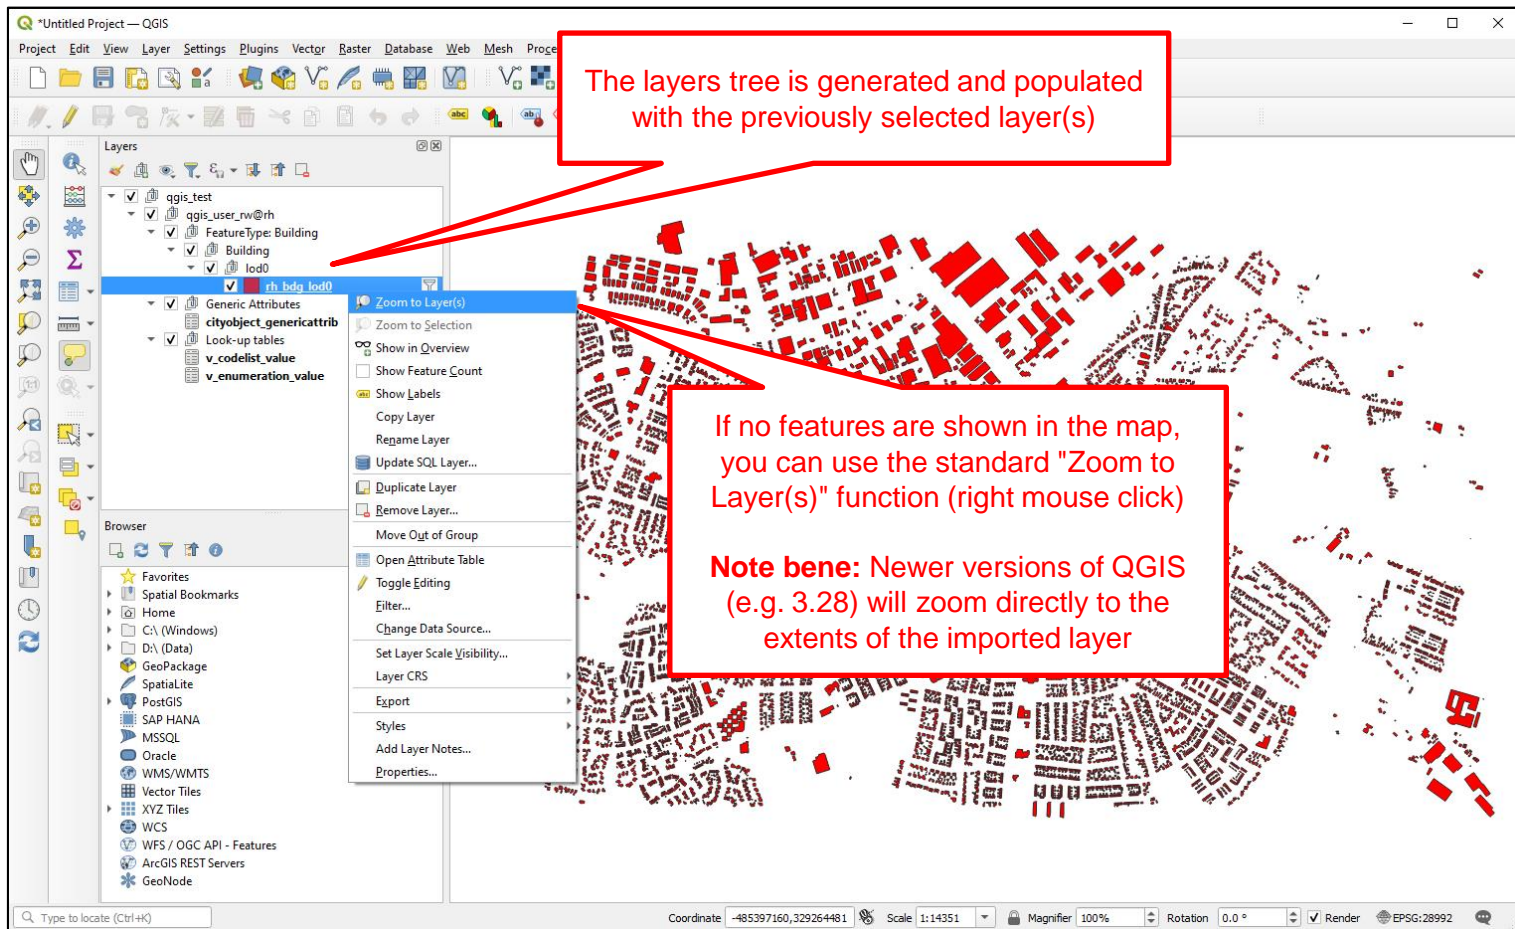 *Untitled Project — QGIS
Project Edit View Layer Settings Plugins Vector Raster Database Web Mesh
The layers tree is generated and populated
with the previously selected layer(s)
Layers
qgis_test
qgis_user_rw@rh
FeatureType: Building
Building
lod0
rh_bdg_lod0
Generic Attributes
cityobject_genericattrib
Look-up tables
v_codelist_value
v_enumeration_value
Zoom to Layer(s)
Zoom to Selection
Show in Overview
Show Feature Count
Show Labels
Copy Layer
Rename Layer
Update SQL Layer...
Duplicate Layer
Remove Layer...
Move Out of Group
Open Attribute Table
Toggle Editing
Filter...
Change Data Source...
Set Layer Scale Visibility...
Layer CRS
Export
Styles
Add Layer Notes...
Properties...
If no features are shown in the map,
you can use the standard "Zoom to
Layer(s)" function (right mouse click)
Note bene: Newer versions of QGIS
(e.g. 3.28) will zoom directly to the
extents of the imported layer
Browser
Favorites
Spatial Bookmarks
Home
C:\ (Windows)
D:\ (Data)
GeoPackage
SpatiaLite
PostGIS
SAP HANA
MSSQL
Oracle
WMS/WMTS
Vector Tiles
XYZ Tiles
WCS
WFS / OGC API - Features
ArcGIS REST Servers
GeoNode
Type to locate (Ctrl+K)
Coordinate -485397160,329264481 Scale 1:14351 Magnifier 100% Rotation 0.0 ° Render EPSG:28992